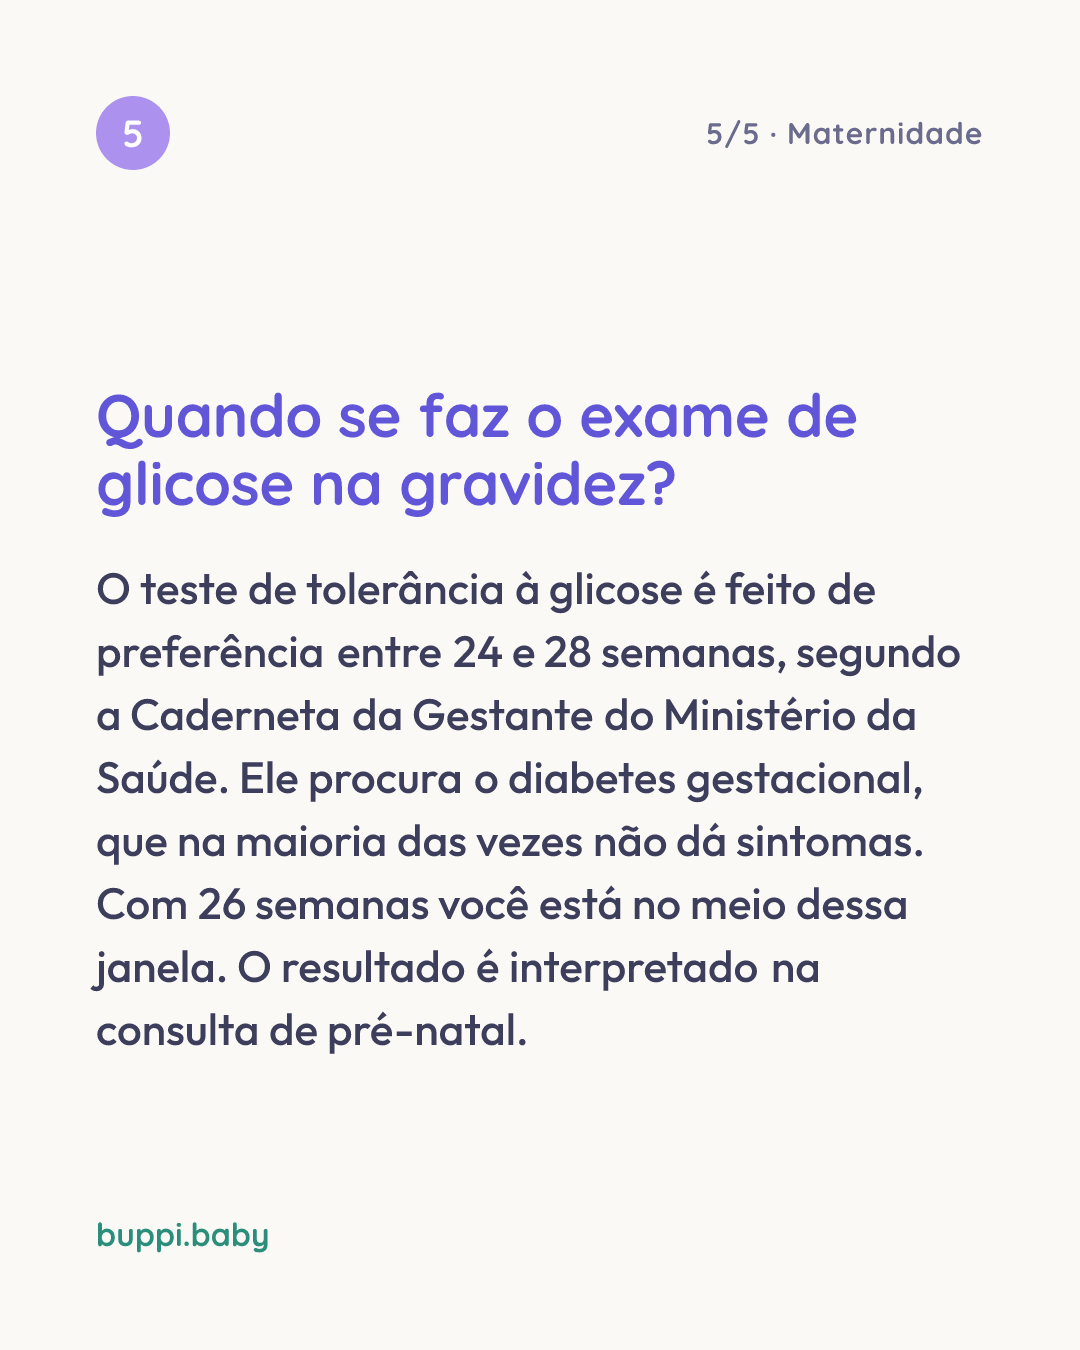 5
5/5 · Maternidade
Quando se faz o exame de
glicose na gravidez?
O teste de tolerância à glicose é feito de
preferência entre 24 e 28 semanas, segundo
a Caderneta da Gestante do Ministério da
Saúde. Ele procura o diabetes gestacional,
que na maioria das vezes não dá sintomas.
Com 26 semanas você está no meio dessa
janela. O resultado é interpretado na
consulta de pré-natal.
buppi.baby